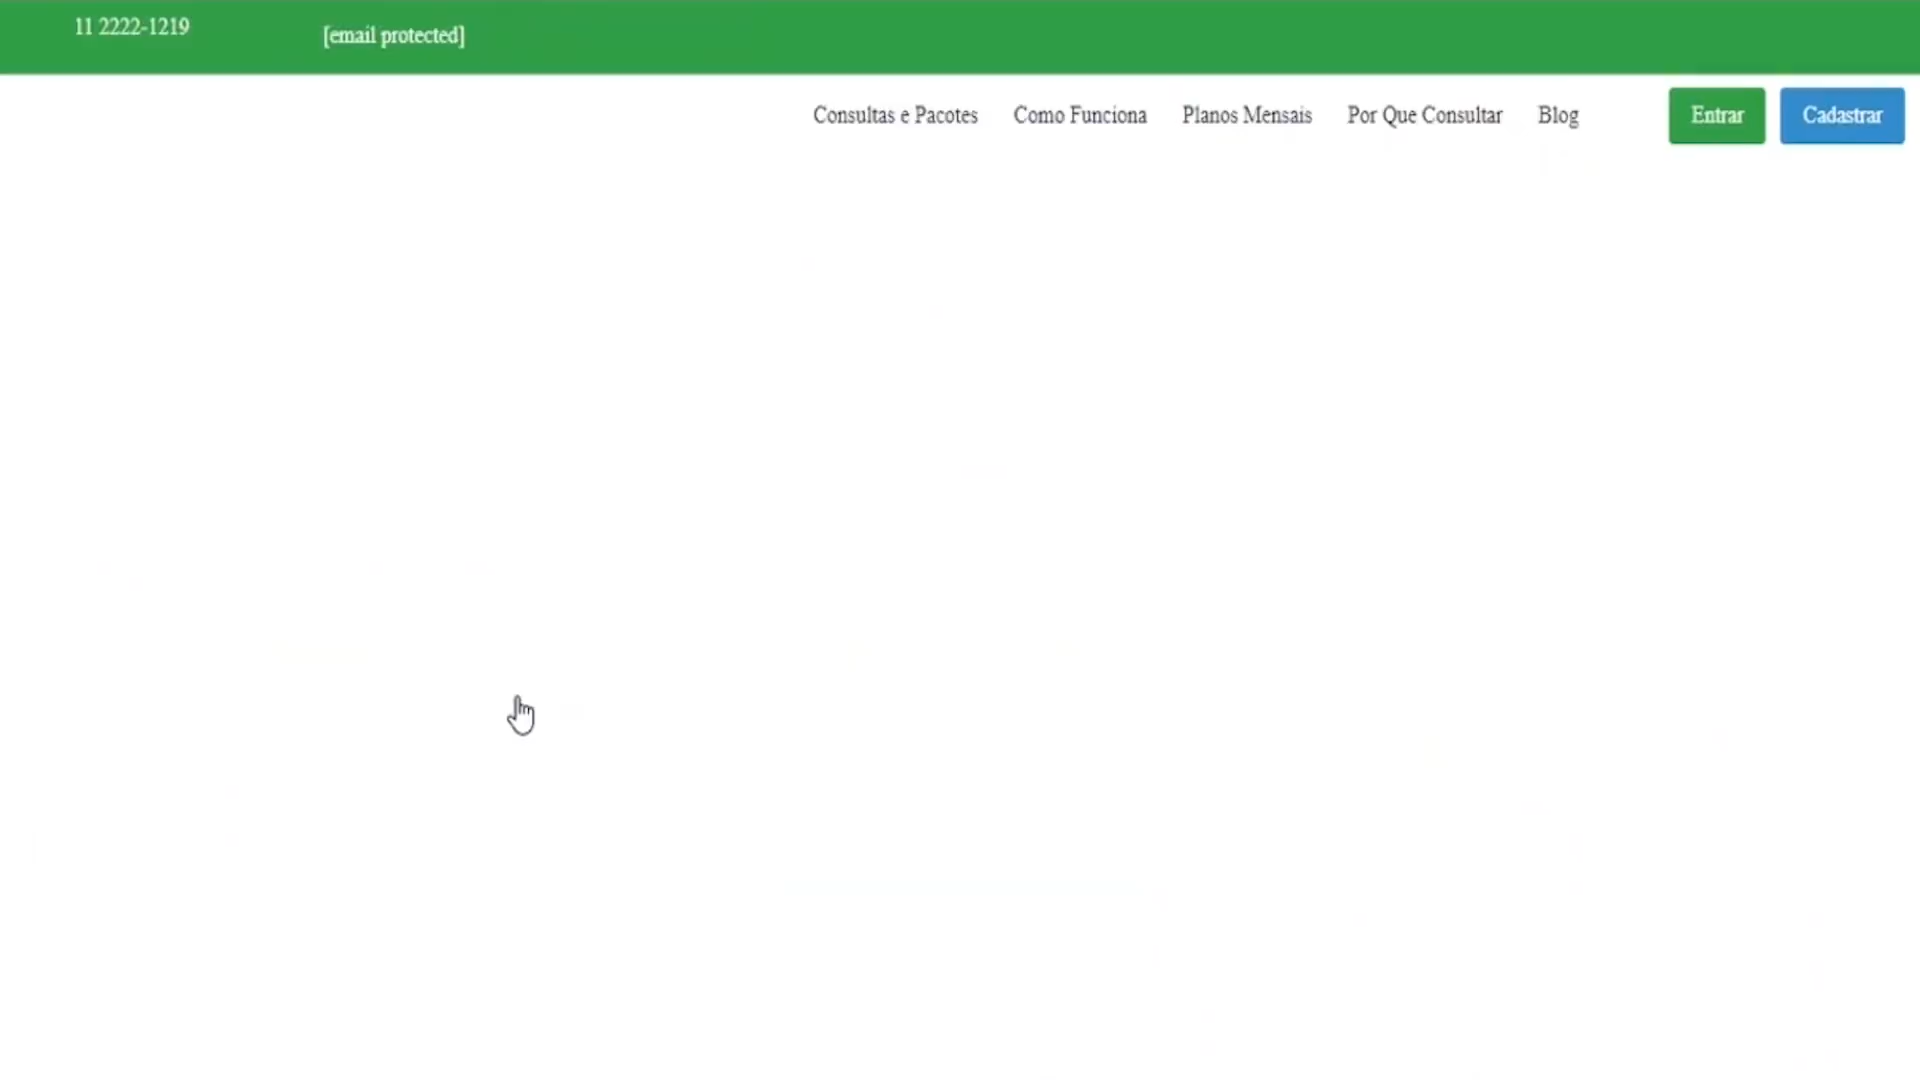 11 2222-1219
[email protected]
Consultas e Pacotes Como Funciona Planos Mensais Por Que Consultar Blog Entrar Cadastrar